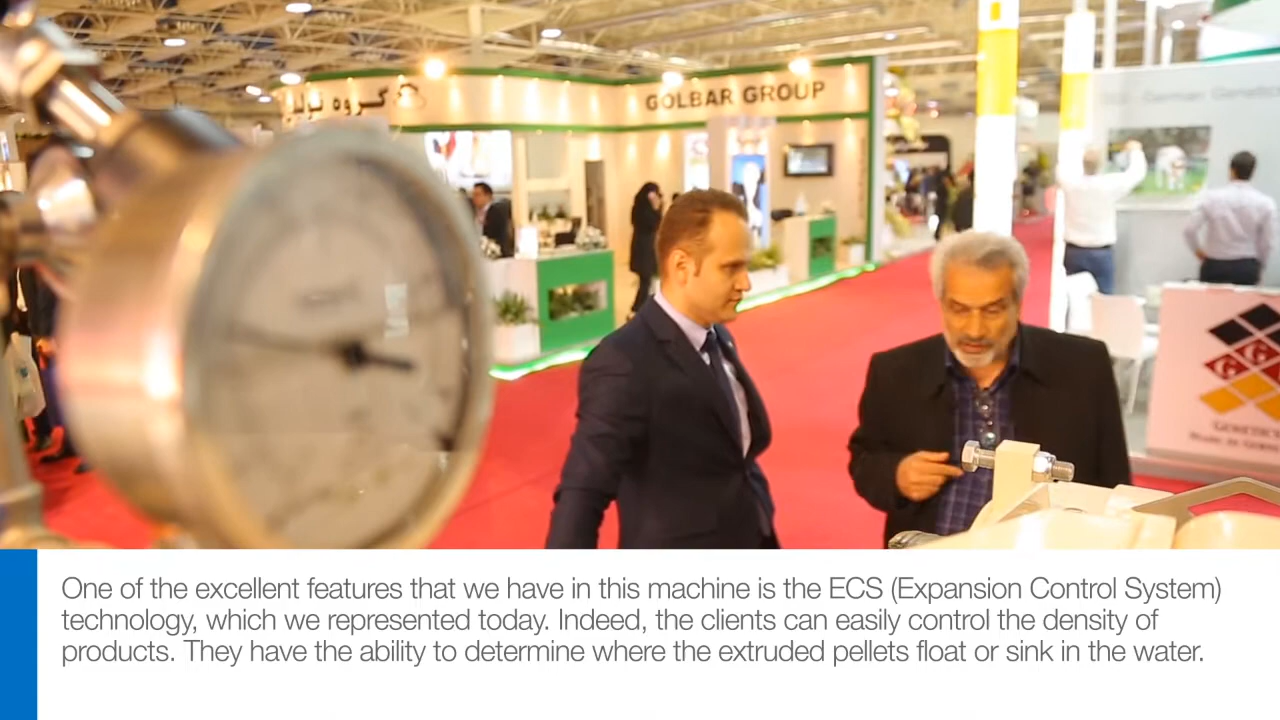 گروه تولید
GOLBAR GROUP
One of the excellent features that we have in this machine is the ECS (Expansion Control System)
technology, which we represented today. Indeed, the clients can easily control the density of
products. They have the ability to determine where the extruded pellets float or sink in the water.